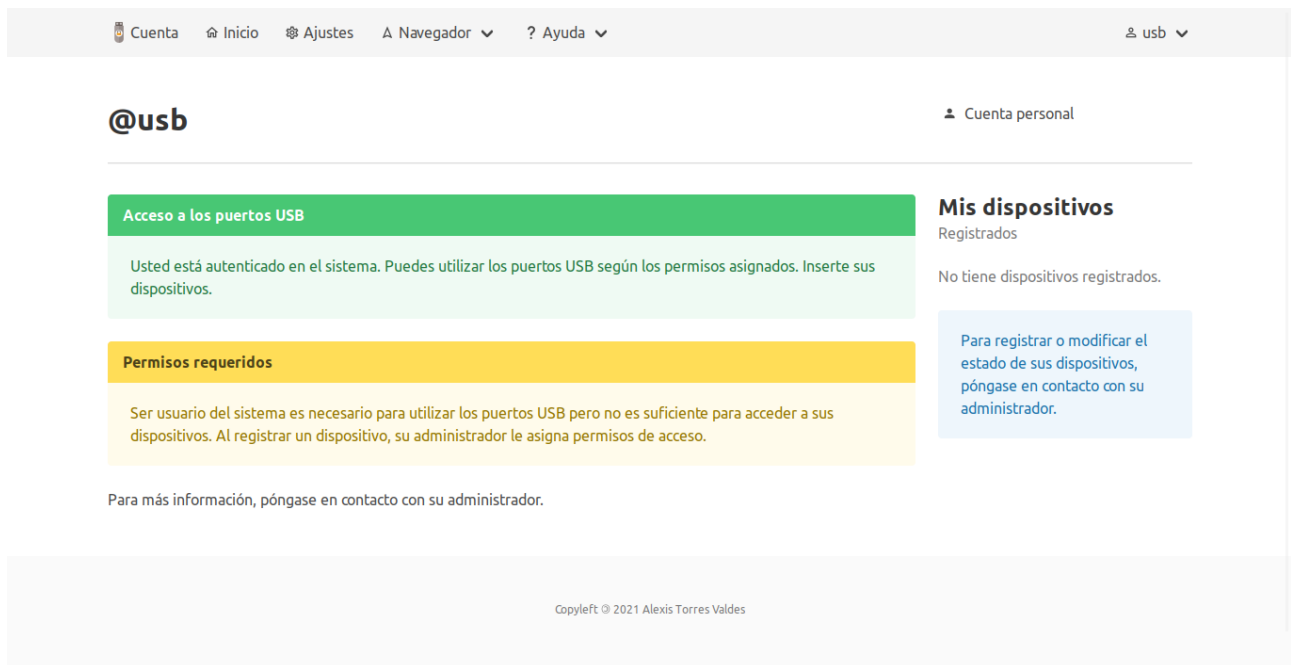 Cuenta Inicio Ajustes Navegador ? Ayuda usb
@usb
Cuenta personal
Acceso a los puertos USB
Usted está autenticado en el sistema. Puedes utilizar los puertos USB según los permisos asignados. Inserte sus
dispositivos.
Permisos requeridos
Ser usuario del sistema es necesario para utilizar los puertos USB pero no es suficiente para acceder a sus
dispositivos. Al registrar un dispositivo, su administrador le asigna permisos de acceso.
Para más información, póngase en contacto con su administrador.
Mis dispositivos
Registrados
No tiene dispositivos registrados.
Para registrar o modificar el
estado de sus dispositivos,
póngase en contacto con su
administrador.
Copyleft 🄯 2021 Alexis Torres Valdes